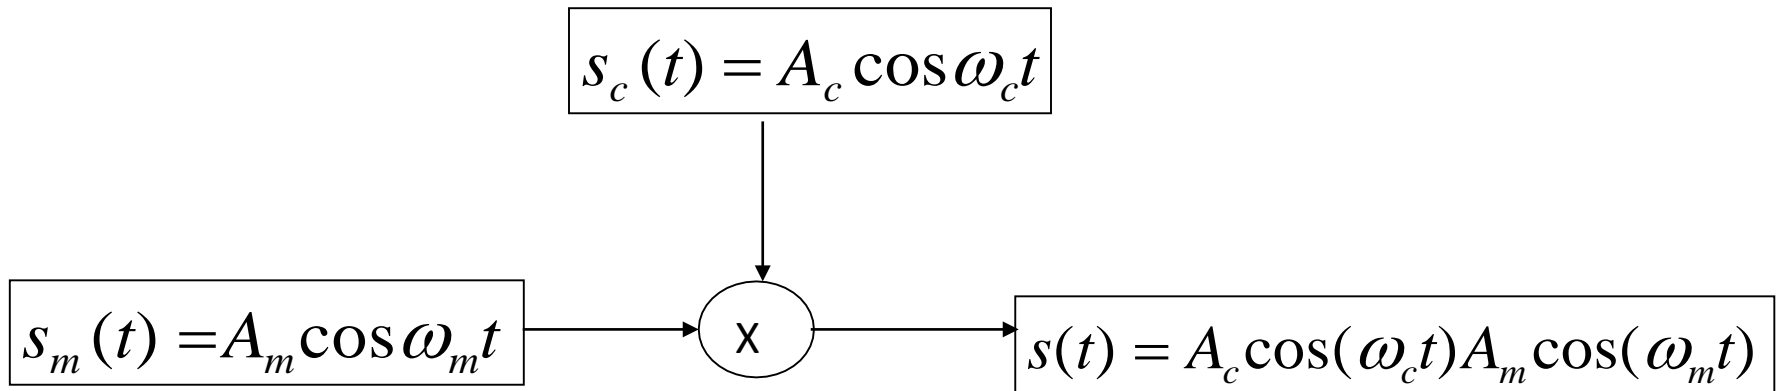 s_c(t) = A_c cos ω_c t
s_m(t) = A_m cos ω_m t
X
s(t) = A_c cos(ω_c t)A_m cos(ω_m t)